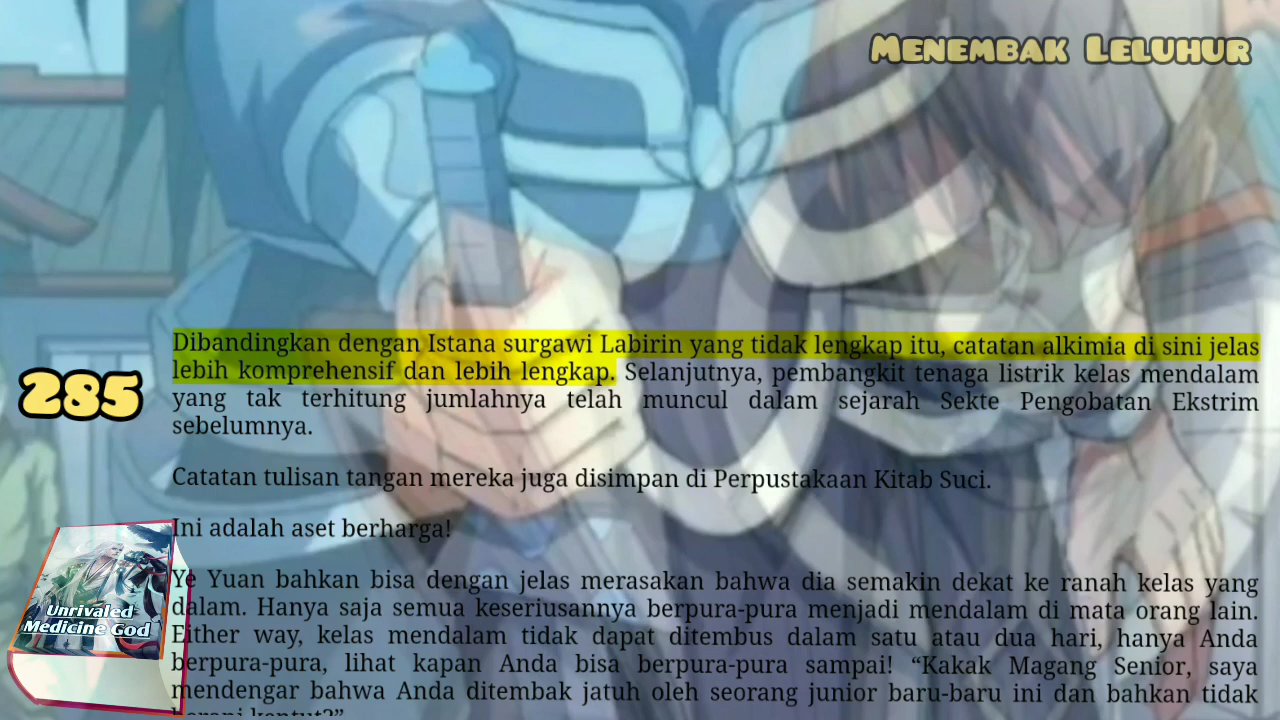 Menembak Leluhur
Dibandingkan dengan Istana surgawi Labirin yang tidak lengkap itu, catatan alkimia di sini jelas
lebih komprehensif dan lebih lengkap. Selanjutnya, pembangkit tenaga listrik kelas mendalam
yang tak terhitung jumlahnya telah muncul dalam sejarah Sekte Pengobatan Ekstrim
sebelumnya.
285
Catatan tulisan tangan mereka juga disimpan di Perpustakaan Kitab Suci.
Ini adalah aset berharga!
Ye Yuan bahkan bisa dengan jelas merasakan bahwa dia semakin dekat ke ranah kelas yang
dalam. Hanya saja semua keseriusannya berpura-pura menjadi mendalam di mata orang lain.
Either way, kelas mendalam tidak dapat ditembus dalam satu atau dua hari, hanya Anda
berpura-pura, lihat kapan Anda bisa berpura-pura sampai! “Kakak Magang Senior, saya
mendengar bahwa Anda ditembak jatuh oleh seorang junior baru-baru ini dan bahkan tidak
berani kentut?”
Unrivaled
Medicine God